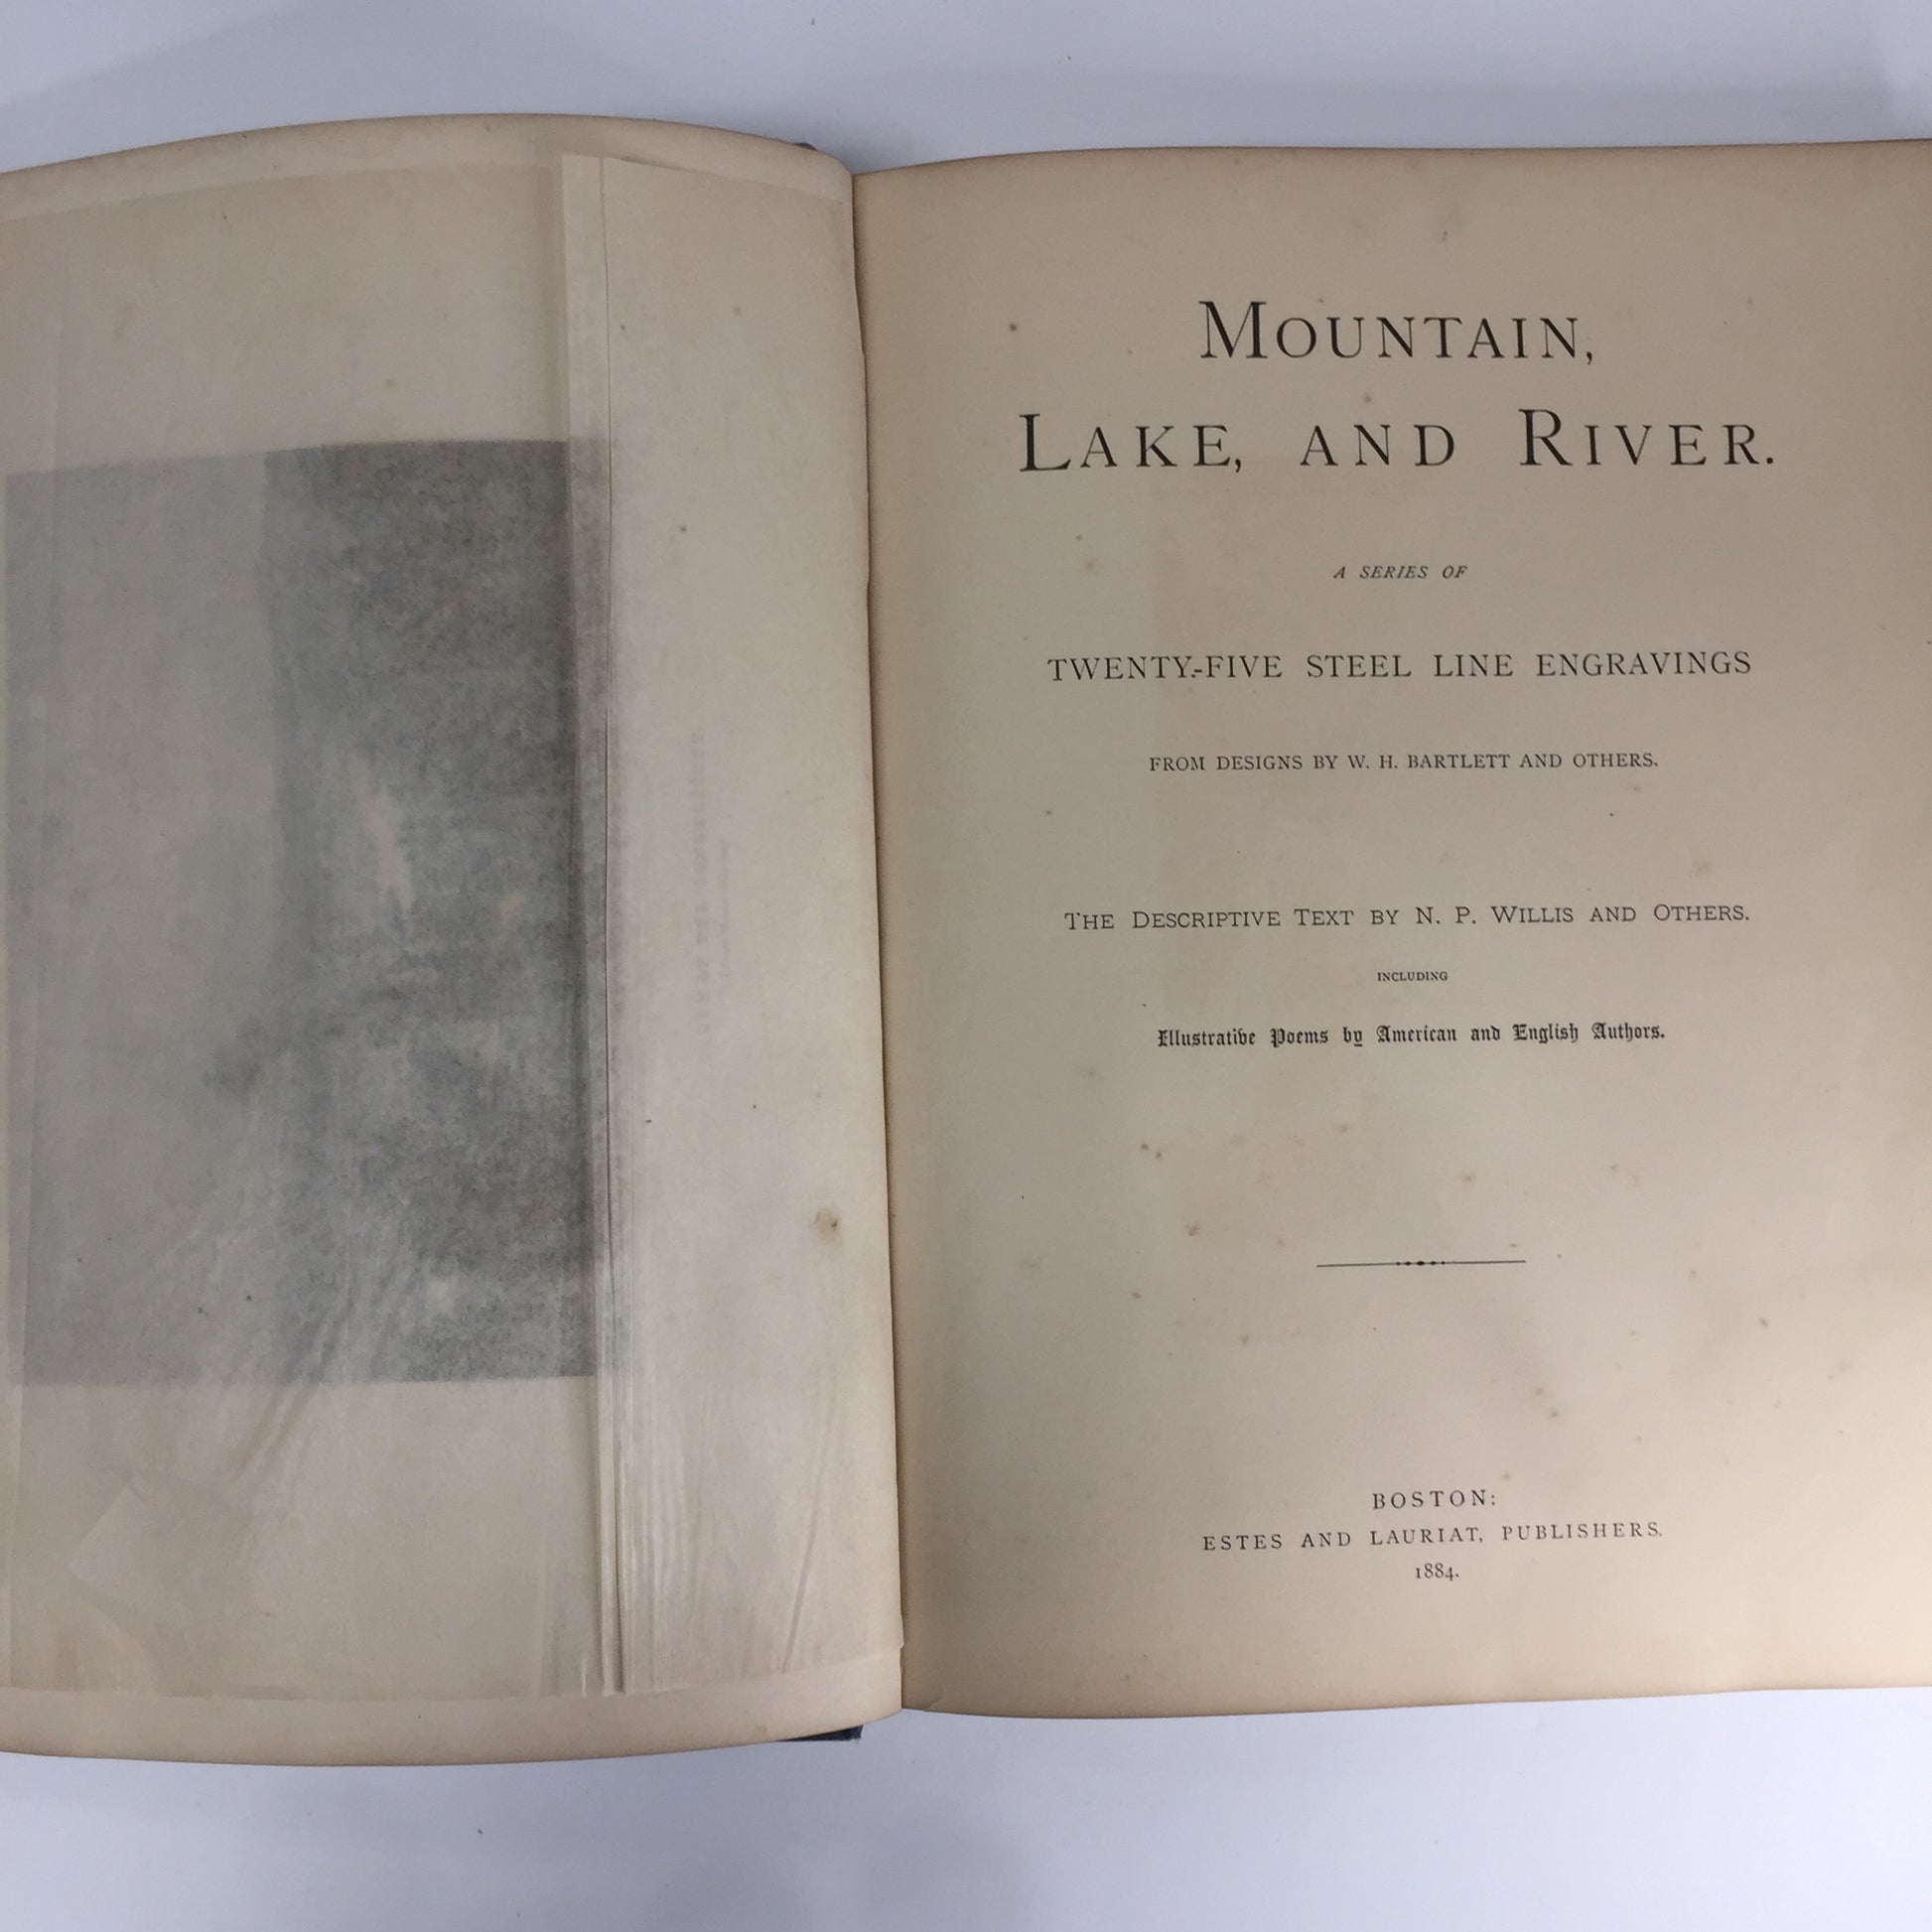 MOUNTAIN,
LAKE, AND RIVER.
A SERIES OF
TWENTY-FIVE STEEL LINE ENGRAVINGS
FROM DESIGNS BY W. H. BARTLETT AND OTHERS.
THE DESCRIPTIVE TEXT BY N. P. WILLIS AND OTHERS.
INCLUDING
Illustrative Poems by American and English Authors.
BOSTON:
ESTES AND LAURIAT, PUBLISHERS.
1884.